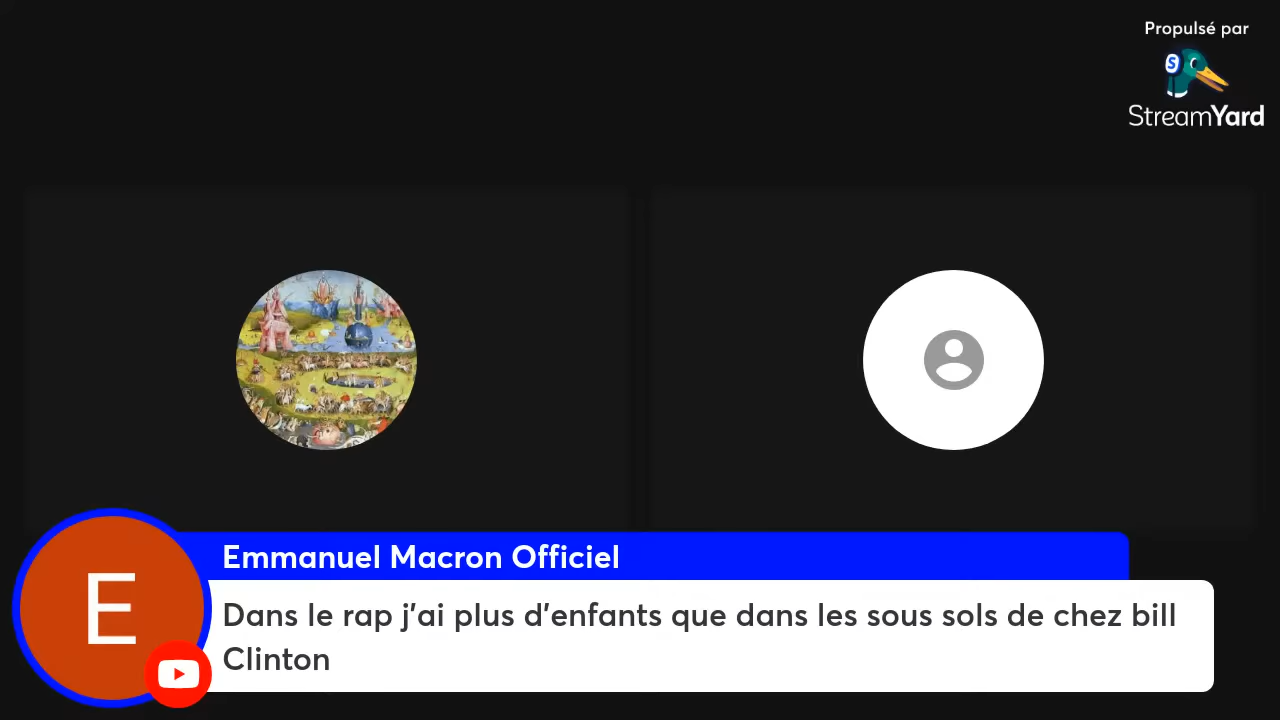 Propulsé par
S
StreamYard
Emmanuel Macron Officiel
E
Dans le rap j'ai plus d'enfants que dans les sous sols de chez bill
Clinton